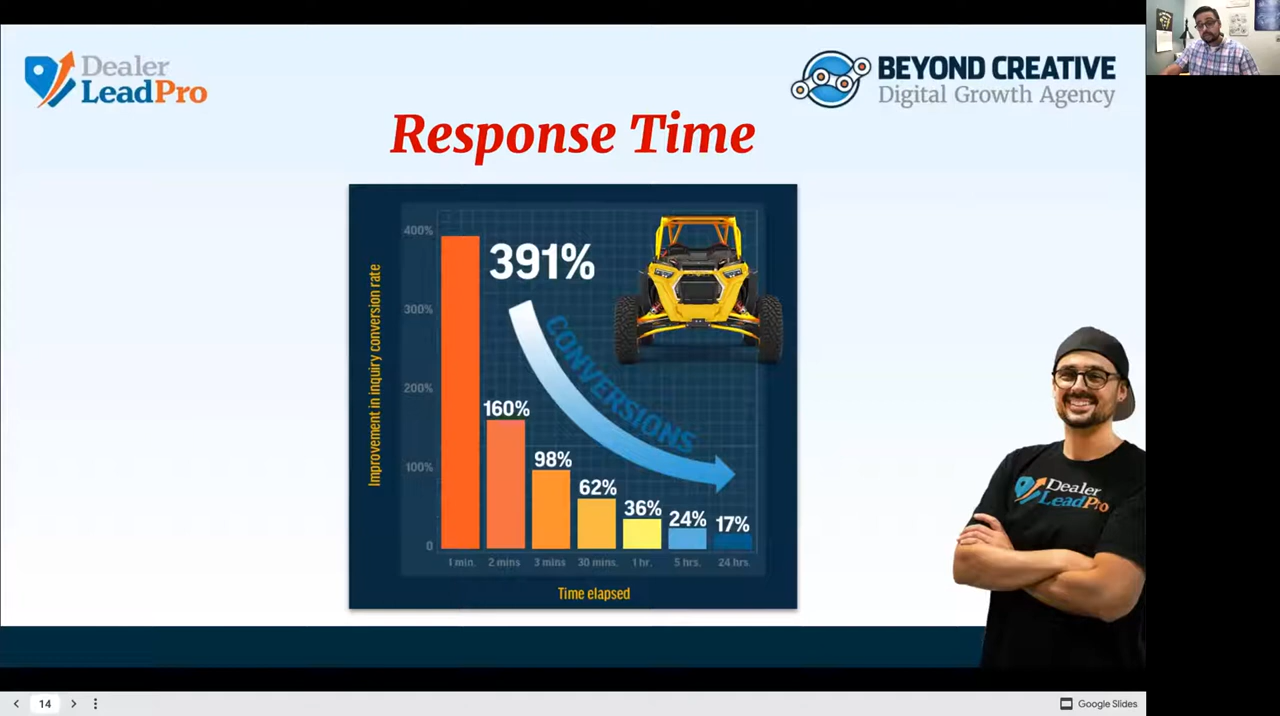 Dealer
LeadPro
BEYOND CREATIVE
Digital Growth Agency
Response Time
Improvement in inquiry conversion rate
400%
300%
200%
100%
0
391%
160%
98%
62%
36%
24%
17%
CONVERSIONS
1 min.
2 mins
3 mins
30 mins.
1 hr.
5 hrs.
24 hrs.
Time elapsed
Dealer
LeadPro
14
Google Slides